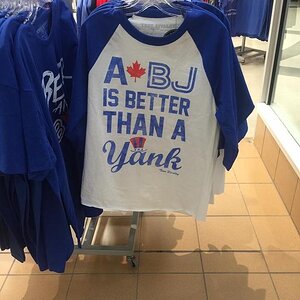 A BJ
IS BETTER
THAN A
Yank